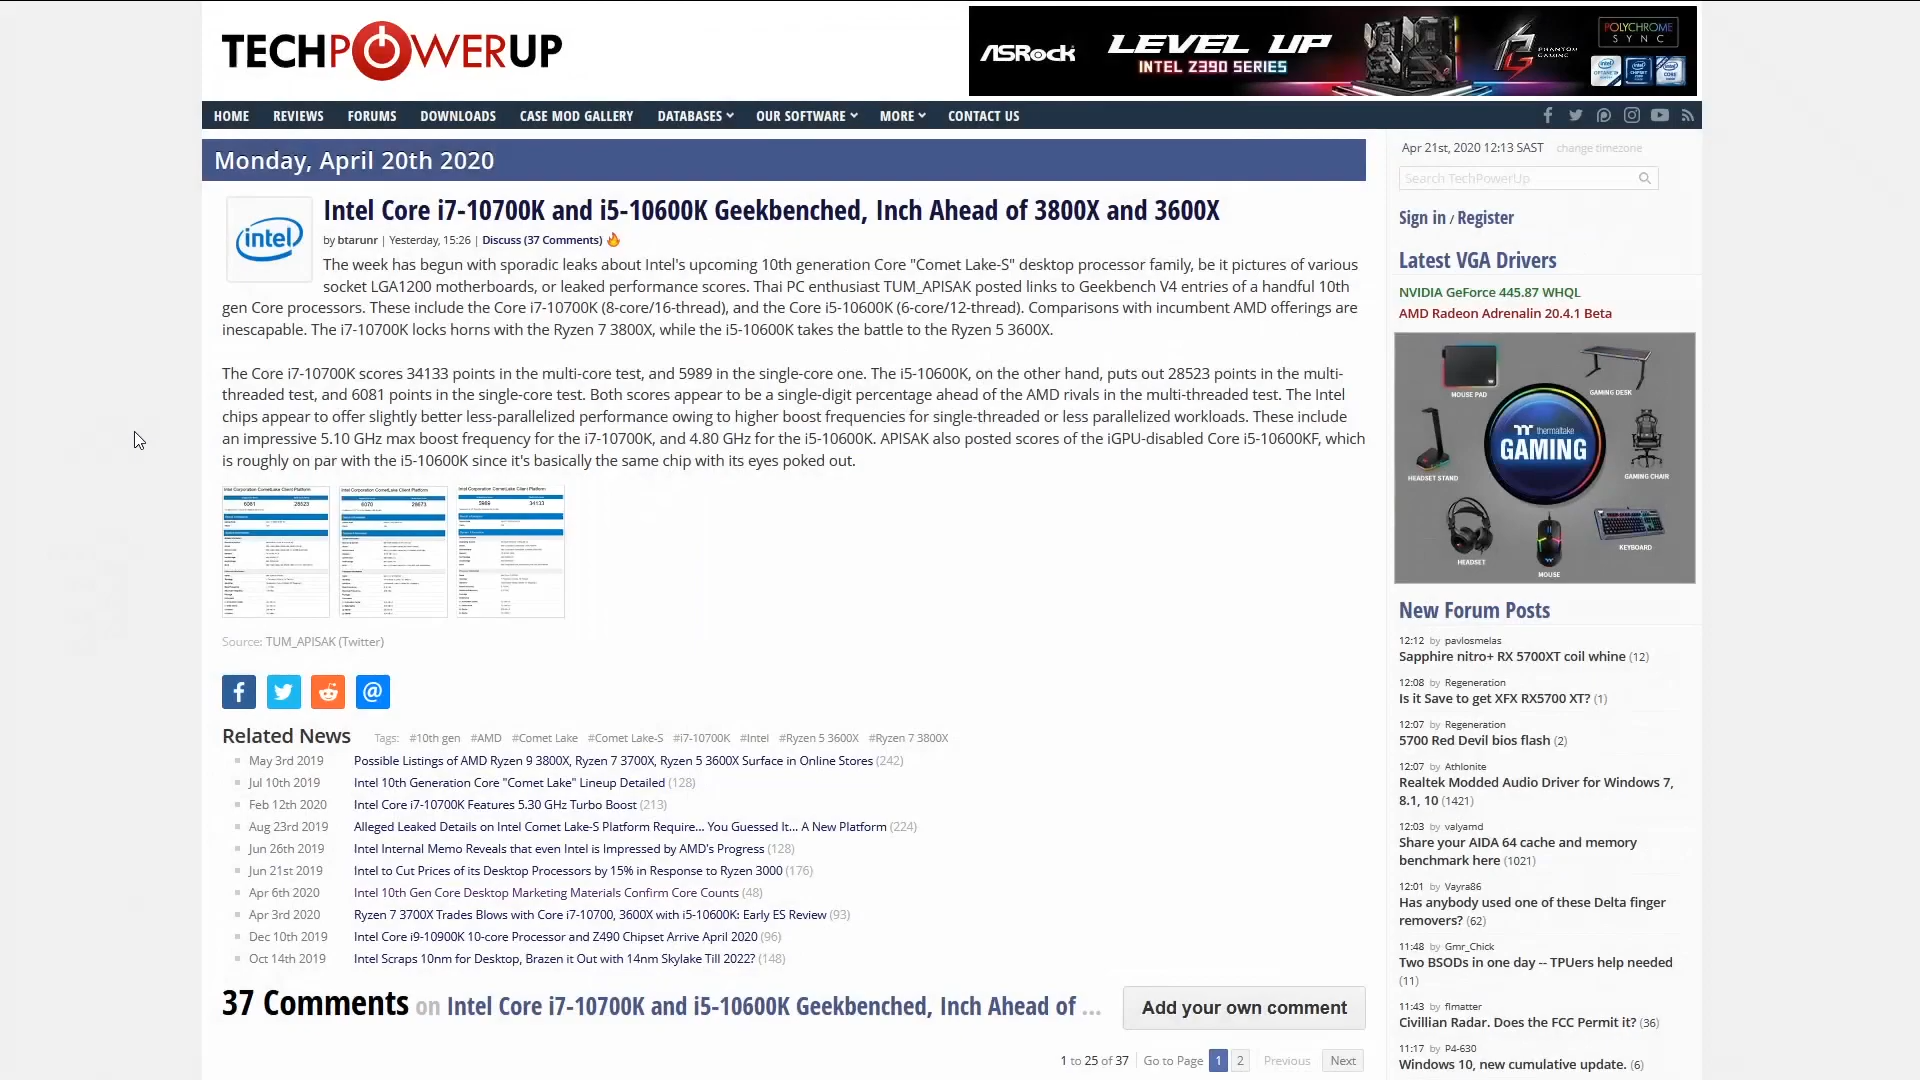 TECHPOWERUP
ASRock
LEVEL UP
INTEL Z390 SERIES
PHANTOM
GAMING
POLYCHROME
SYNC
HOME REVIEWS FORUMS DOWNLOADS CASE MOD GALLERY DATABASES OUR SOFTWARE MORE CONTACT US
Monday, April 20th 2020
intel
Intel Core i7-10700K and i5-10600K Geekbenched, Inch Ahead of 3800X and 3600X
by btarunr | Yesterday, 15:26 | Discuss (37 Comments)
The week has begun with sporadic leaks about Intel's upcoming 10th generation Core "Comet Lake-S" desktop processor family, be it pictures of various
socket LGA1200 motherboards, or leaked performance scores. Thai PC enthusiast TUM_APISAK posted links to Geekbench V4 entries of a handful 10th
gen Core processors. These include the Core i7-10700K (8-core/16-thread), and the Core i5-10600K (6-core/12-thread). Comparisons with incumbent AMD offerings are
inescapable. The i7-10700K locks horns with the Ryzen 7 3800X, while the i5-10600K takes the battle to the Ryzen 5 3600X.
The Core i7-10700K scores 34133 points in the multi-core test, and 5989 in the single-core one. The i5-10600K, on the other hand, puts out 28523 points in the multi-
threaded test, and 6081 points in the single-core test. Both scores appear to be a single-digit percentage ahead of the AMD rivals in the multi-threaded test. The Intel
chips appear to offer slightly better less-parallelized performance owing to higher boost frequencies for single-threaded or less parallelized workloads. These include
an impressive 5.10 GHz max boost frequency for the i7-10700K, and 4.80 GHz for the i5-10600K. APISAK also posted scores of the iGPU-disabled Core i5-10600KF, which
is roughly on par with the i5-10600K since it's basically the same chip with its eyes poked out.
Intel Corporation CometLake Client Platform
6081 28523
Intel Corporation CometLake Client Platform
6070 28673
Intel Corporation CometLake Client Platform
5989 34133
Source: TUM_APISAK (Twitter)
Related News Tags: #10th gen #AMD #Comet Lake #Comet Lake-S #i7-10700K #Intel #Ryzen 5 3600X #Ryzen 7 3800X
May 3rd 2019 Possible Listings of AMD Ryzen 9 3800X, Ryzen 7 3700X, Ryzen 5 3600X Surface in Online Stores (242)
Jul 10th 2019 Intel 10th Generation Core "Comet Lake" Lineup Detailed (128)
Feb 12th 2020 Intel Core i7-10700K Features 5.30 GHz Turbo Boost (213)
Aug 23rd 2019 Alleged Leaked Details on Intel Comet Lake-S Platform Require... You Guessed It... A New Platform (224)
Jun 26th 2019 Intel Internal Memo Reveals that even Intel is Impressed by AMD's Progress (128)
Jun 21st 2019 Intel to Cut Prices of its Desktop Processors by 15% in Response to Ryzen 3000 (176)
Apr 6th 2020 Intel 10th Gen Core Desktop Marketing Materials Confirm Core Counts (48)
Apr 3rd 2020 Ryzen 7 3700X Trades Blows with Core i7-10700, 3600X with i5-10600K: Early ES Review (93)
Dec 10th 2019 Intel Core i9-10900K 10-core Processor and Z490 Chipset Arrive April 2020 (96)
Oct 14th 2019 Intel Scraps 10nm for Desktop, Brazen it Out with 14nm Skylake Till 2022? (148)
37 Comments on Intel Core i7-10700K and i5-10600K Geekbenched, Inch Ahead of ...
Add your own comment
1 to 25 of 37 | Go to Page 1 2 Previous Next
Apr 21st, 2020 12:13 SAST change timezone
Search TechPowerUp
Sign in / Register
Latest VGA Drivers
NVIDIA GeForce 445.87 WHQL
AMD Radeon Adrenalin 20.4.1 Beta
MOUSE PAD
GAMING DESK
thermaltake
GAMING
HEADSET STAND
GAMING CHAIR
HEADSET
MOUSE
KEYBOARD
New Forum Posts
12:12 by pavlosmelas
Sapphire nitro+ RX 5700XT coil whine (12)
12:08 by Regeneration
Is it Save to get XFX RX5700 XT? (1)
12:07 by Regeneration
5700 Red Devil bios flash (2)
12:07 by Athlonite
Realtek Modded Audio Driver for Windows 7,
8.1, 10 (1421)
12:03 by valyamd
Share your AIDA 64 cache and memory
benchmark here (1021)
12:01 by Vayra86
Has anybody used one of these Delta finger
removers? (62)
11:48 by Gmr_Chick
Two BSODs in one day -- TPUers help needed
(11)
11:43 by flmatter
Civillian Radar. Does the FCC Permit it? (36)
11:17 by P4-630
Windows 10, new cumulative update. (6)